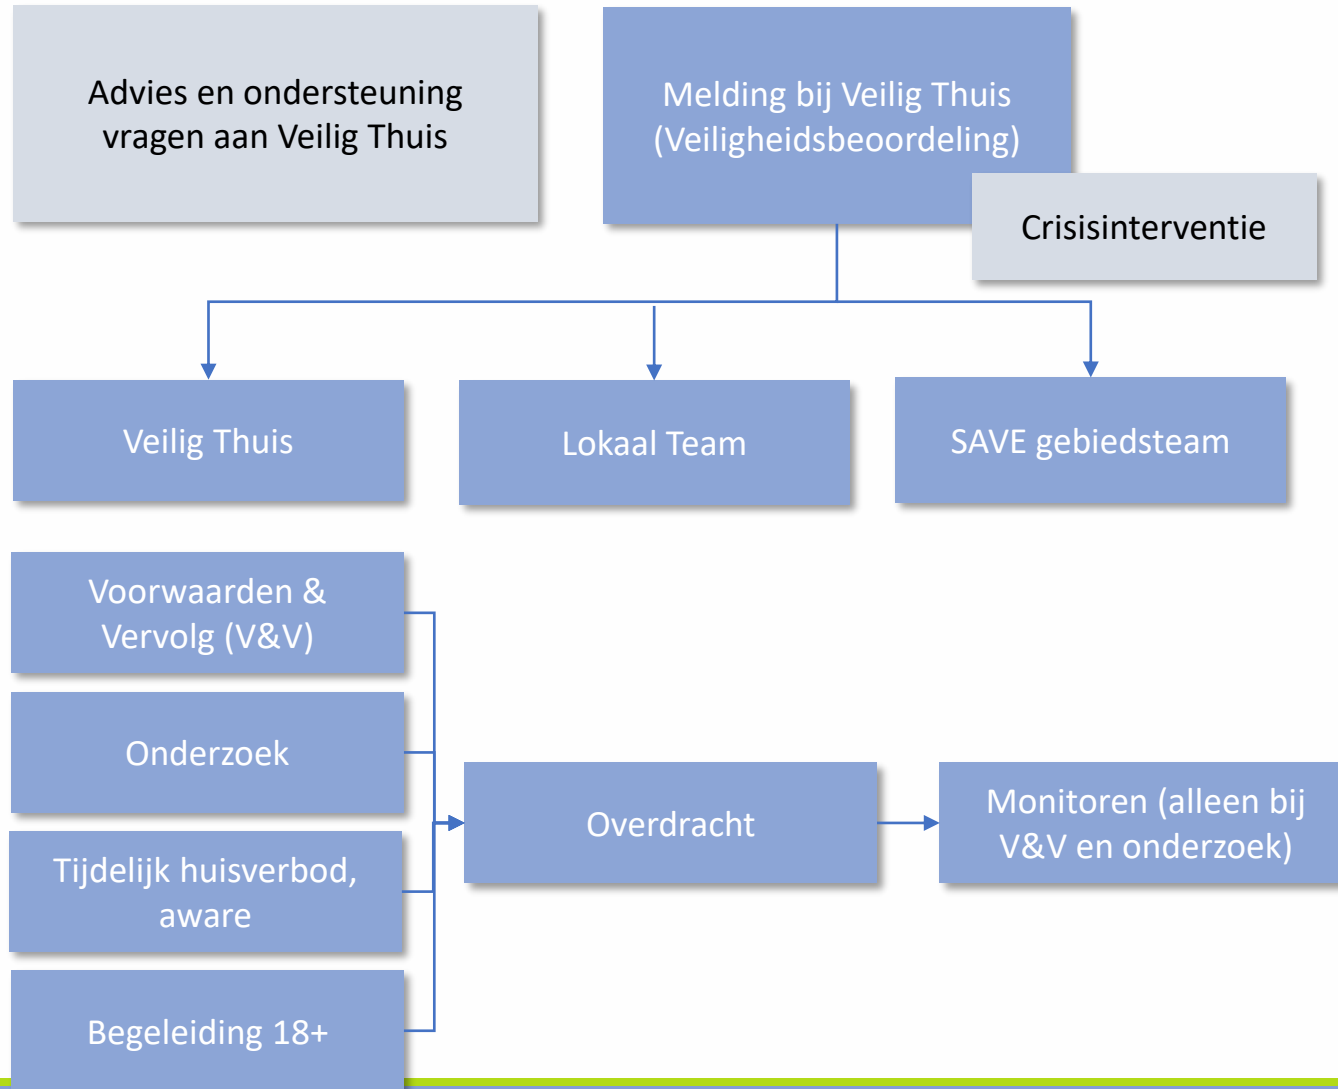 Advies en ondersteuning
vragen aan Veilig Thuis
Melding bij Veilig Thuis
(Veiligheidsbeoordeling)
Crisisinterventie
Veilig Thuis
Lokaal Team
SAVE gebiedsteam
Voorwaarden &
Vervolg (V&V)
Onderzoek
Tijdelijk huisverbod,
aware
Begeleiding 18+
Overdracht
Monitoren (alleen bij
V&V en onderzoek)